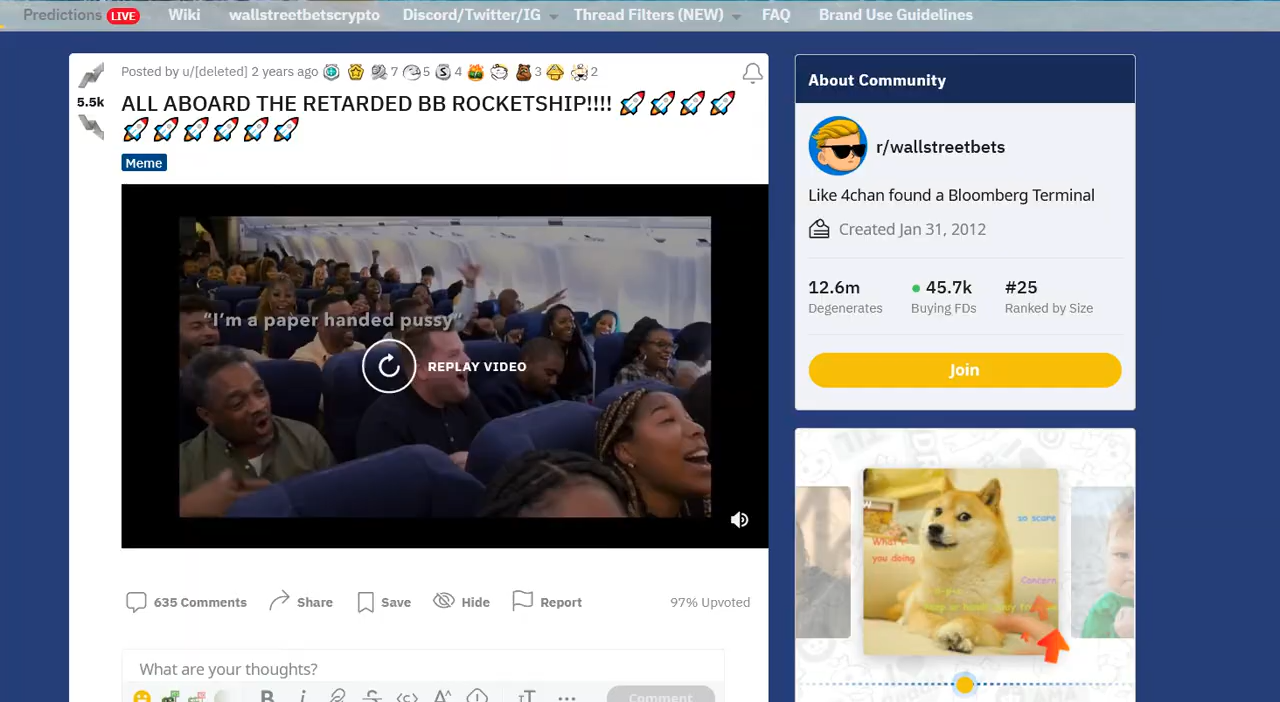 Predictions LIVE Wiki wallstreetbetscrypto Discord/Twitter/IG Thread Filters (NEW) FAQ Brand Use Guidelines
Posted by u/[deleted] 2 years ago 7 5 4 3 2
5.5k
ALL ABOARD THE RETARDED BB ROCKETSHIP!!!! 🚀🚀🚀🚀
🚀🚀🚀🚀🚀🚀
Meme
"I'm a paper handed pussy"
REPLAY VIDEO
635 Comments Share Save Hide Report 97% Upvoted
What are your thoughts?
B i S <c> A^ TT ...
Comment
About Community
r/wallstreetbets
Like 4chan found a Bloomberg Terminal
Created Jan 31, 2012
12.6m 45.7k #25
Degenerates Buying FDs Ranked by Size
Join
so scare
What r
you doing
Concern
AMA